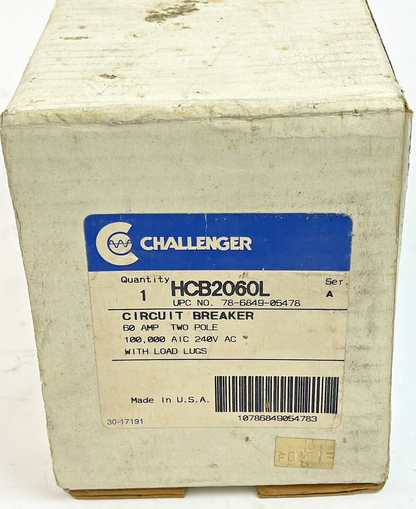 CHALLENGER
Quantity HCB2060L Ser.
1 A
UPC NO. 78-6849-05478
CIRCUIT BREAKER
60 AMP TWO POLE
100,000 AIC 240V AC
WITH LOAD LUGS
Made In U.S.A.
30-17191
10786849054783